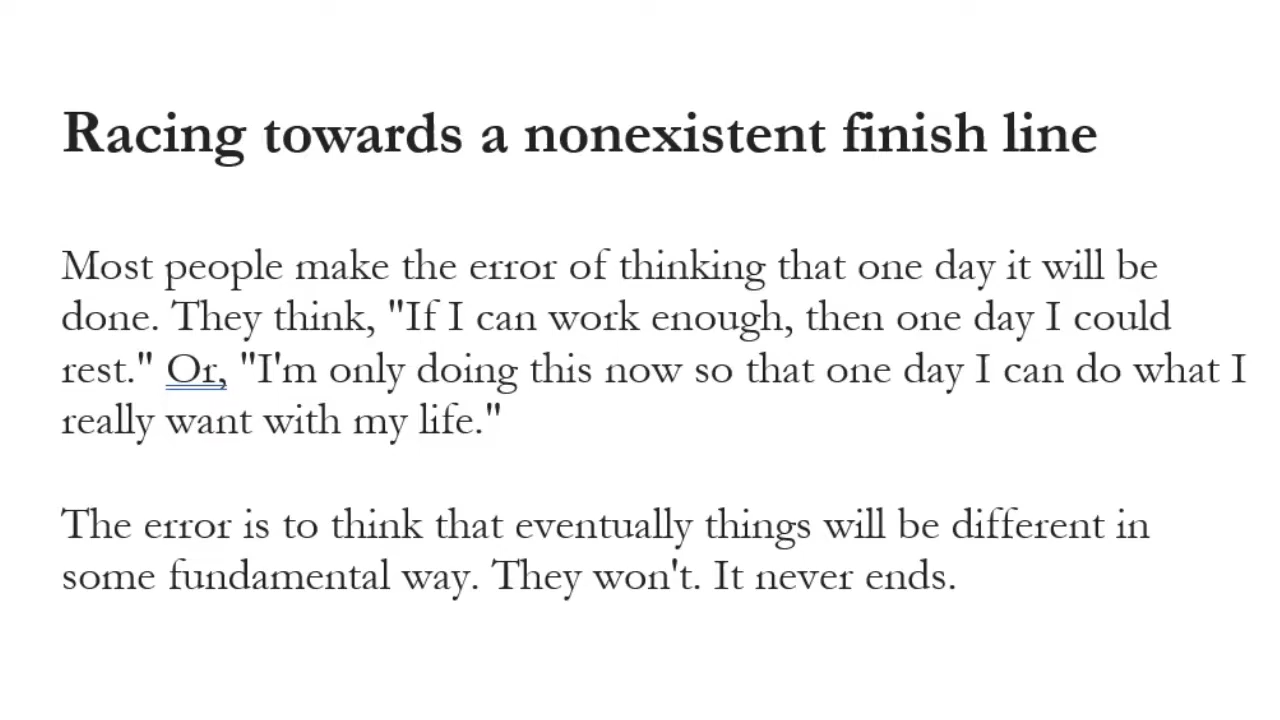 Racing towards a nonexistent finish line
Most people make the error of thinking that one day it will be
done. They think, "If I can work enough, then one day I could
rest." Or, "I'm only doing this now so that one day I can do what I
really want with my life."
The error is to think that eventually things will be different in
some fundamental way. They won't. It never ends.